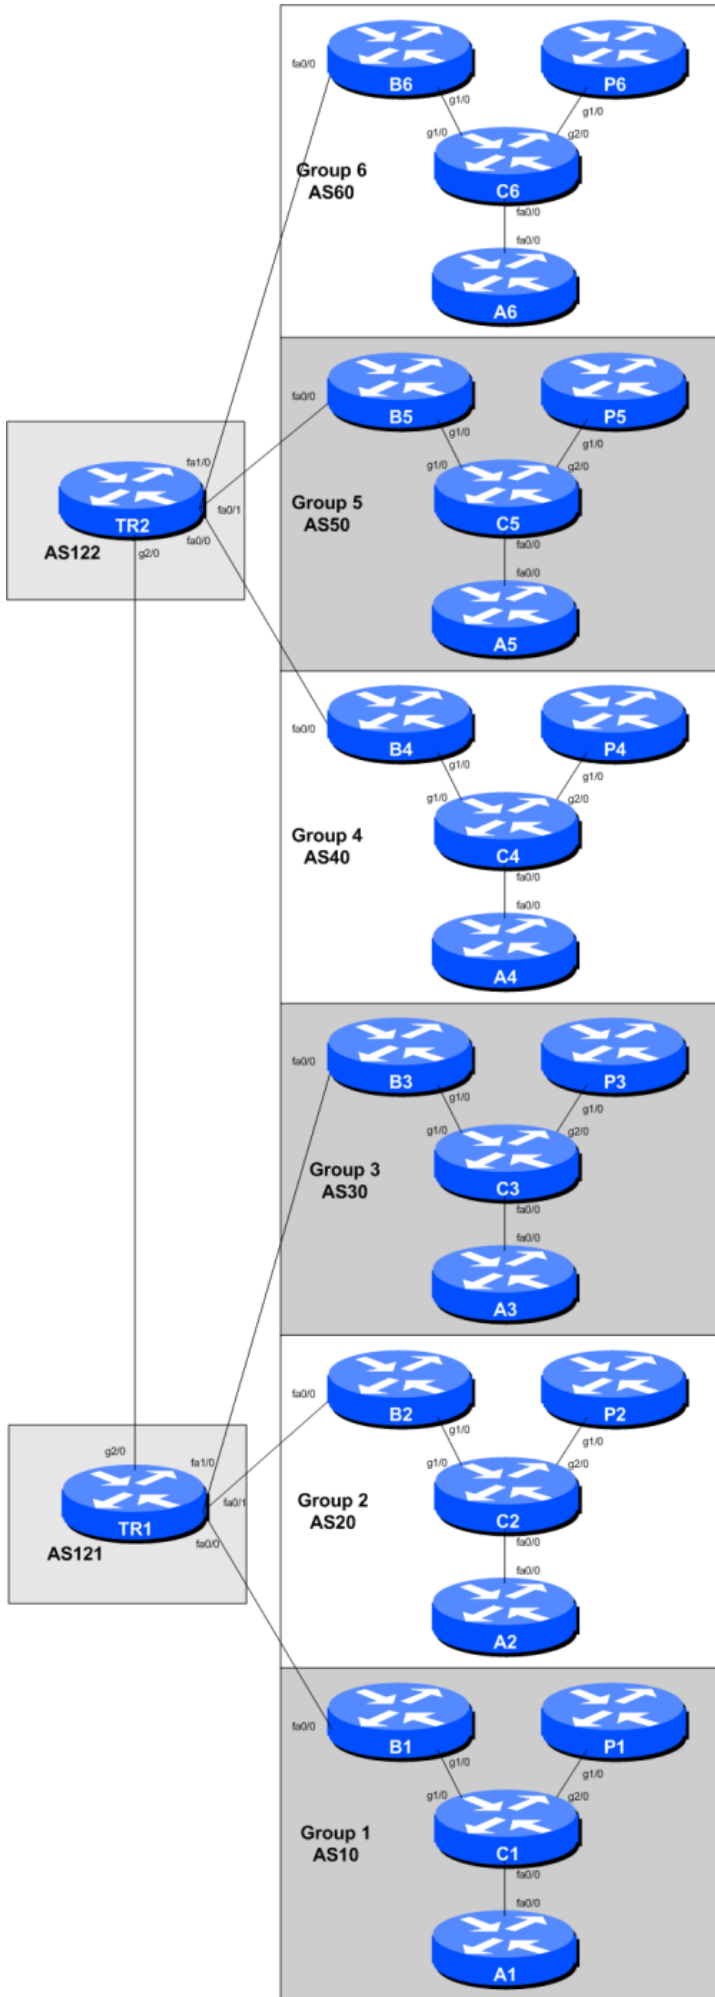 fa0/0
B6
P6
g1/0
g1/0
g1/0
g2/0
Group 6
AS60
C6
fa0/0
fa0/0
A6
fa0/0
B5
P5
g1/0
g1/0
g1/0
g2/0
Group 5
AS50
C5
fa0/0
fa0/0
A5
fa1/0
fa0/1
TR2
fa0/0
AS122
g2/0
fa0/0
B4
P4
g1/0
g1/0
g1/0
g2/0
Group 4
AS40
C4
fa0/0
fa0/0
A4
fa0/0
B3
P3
g1/0
g1/0
g1/0
g2/0
Group 3
AS30
C3
fa0/0
fa0/0
A3
fa0/0
B2
P2
g1/0
g1/0
g1/0
g2/0
Group 2
AS20
C2
fa0/0
fa0/0
A2
g2/0
fa1/0
fa0/1
TR1
fa0/0
AS121
fa0/0
B1
P1
g1/0
g1/0
g1/0
g2/0
Group 1
AS10
C1
fa0/0
fa0/0
A1